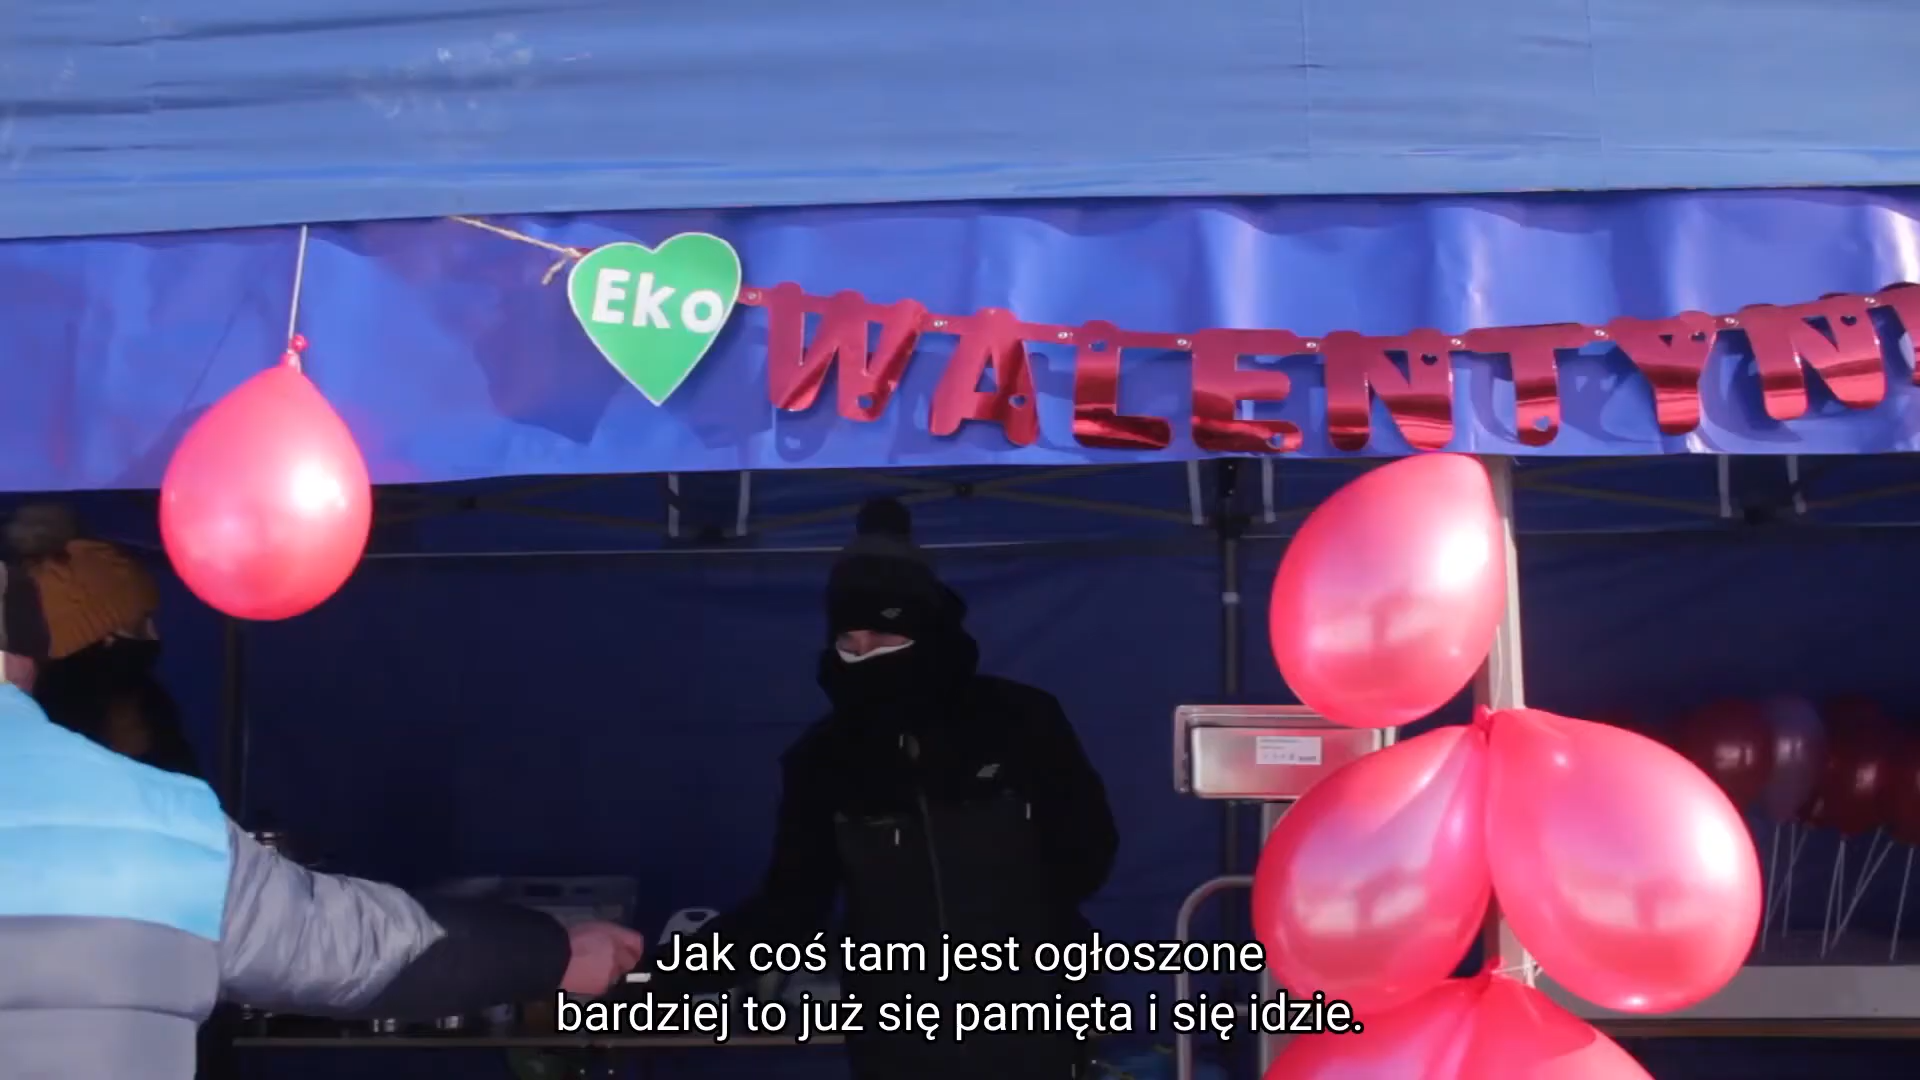 Eko
WALENTYN
Jak coś tam jest ogłoszone
bardziej to już się pamięta i się idzie.